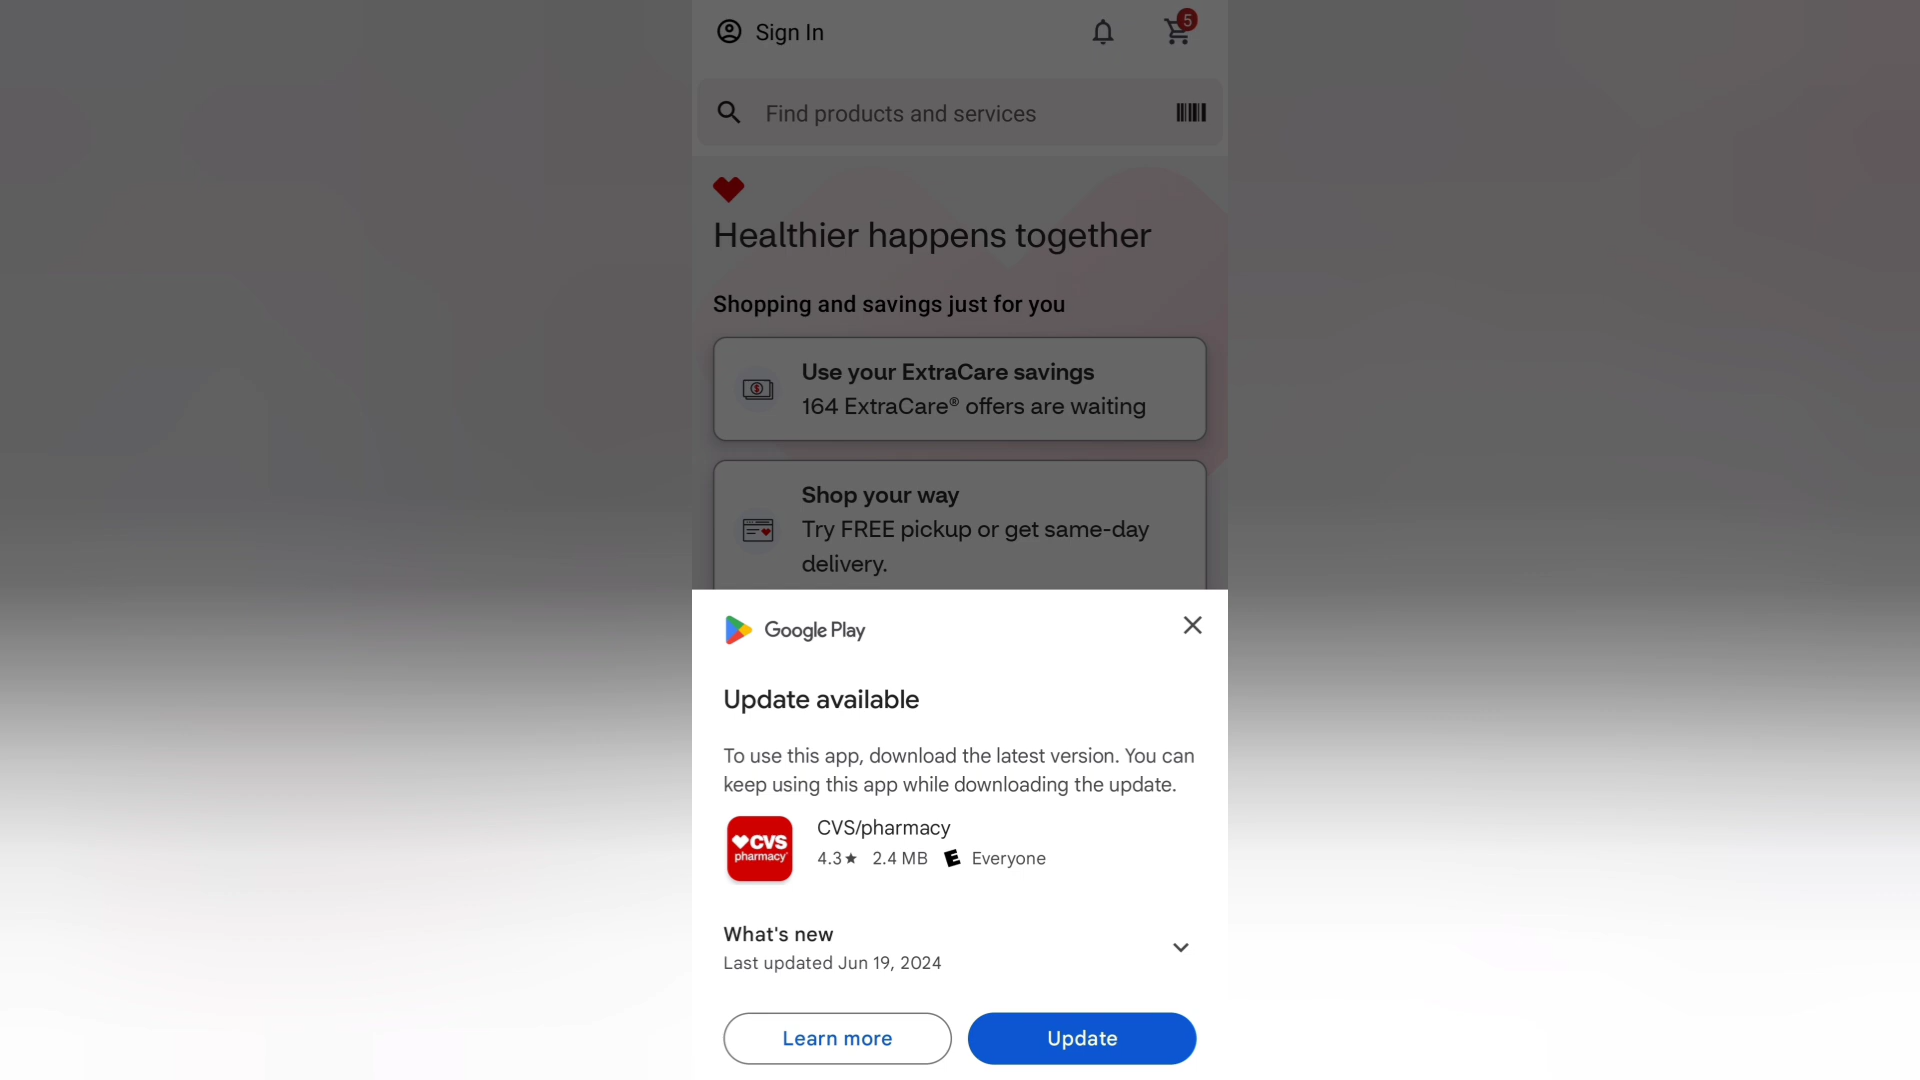 Sign In
5
Find products and services
Healthier happens together
Shopping and savings just for you
Use your ExtraCare savings
164 ExtraCare® offers are waiting
Shop your way
Try FREE pickup or get same-day
delivery.
Google Play
Update available
To use this app, download the latest version. You can
keep using this app while downloading the update.
CVS pharmacy
CVS/pharmacy
4.3★ 2.4 MB E Everyone
What's new
Last updated Jun 19, 2024
Learn more Update